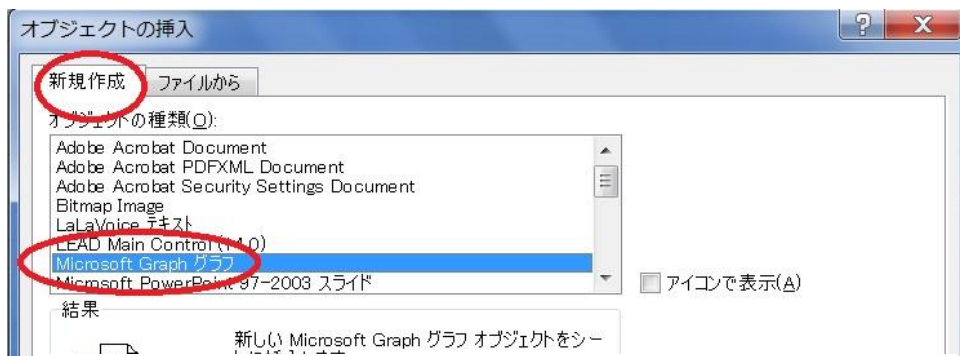 オブジェクトの挿入
新規作成 ファイルから
オブジェクトの種類(O):
Adobe Acrobat Document
Adobe Acrobat PDFXML Document
Adobe Acrobat Security Settings Document
Bitmap Image
LaLaVoice テキスト
LEAD Main Control (14.0)
Microsoft Graph グラフ
Microsoft PowerPoint 97-2003 スライド
アイコンで表示(A)
結果
新しい Microsoft Graph グラフ オブジェクトをシー